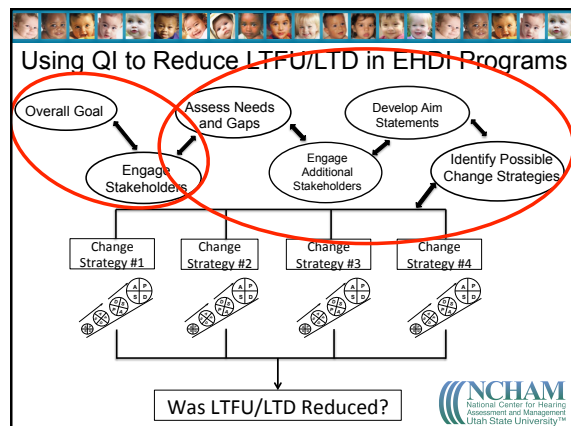 Using QI to Reduce LTFU/LTD in EHDI Programs
Overall Goal
Engage
Stakeholders
Assess Needs
and Gaps
Engage
Additional
Stakeholders
Develop Aim
Statements
Identify Possible
Change Strategies
Change
Strategy #1
Change
Strategy #2
Change
Strategy #3
Change
Strategy #4
A P
S D
A P
S D
A P
S D
A P
S D
Was LTFU/LTD Reduced?
NCHAM
National Center for Hearing
Assessment and Management
Utah State University™